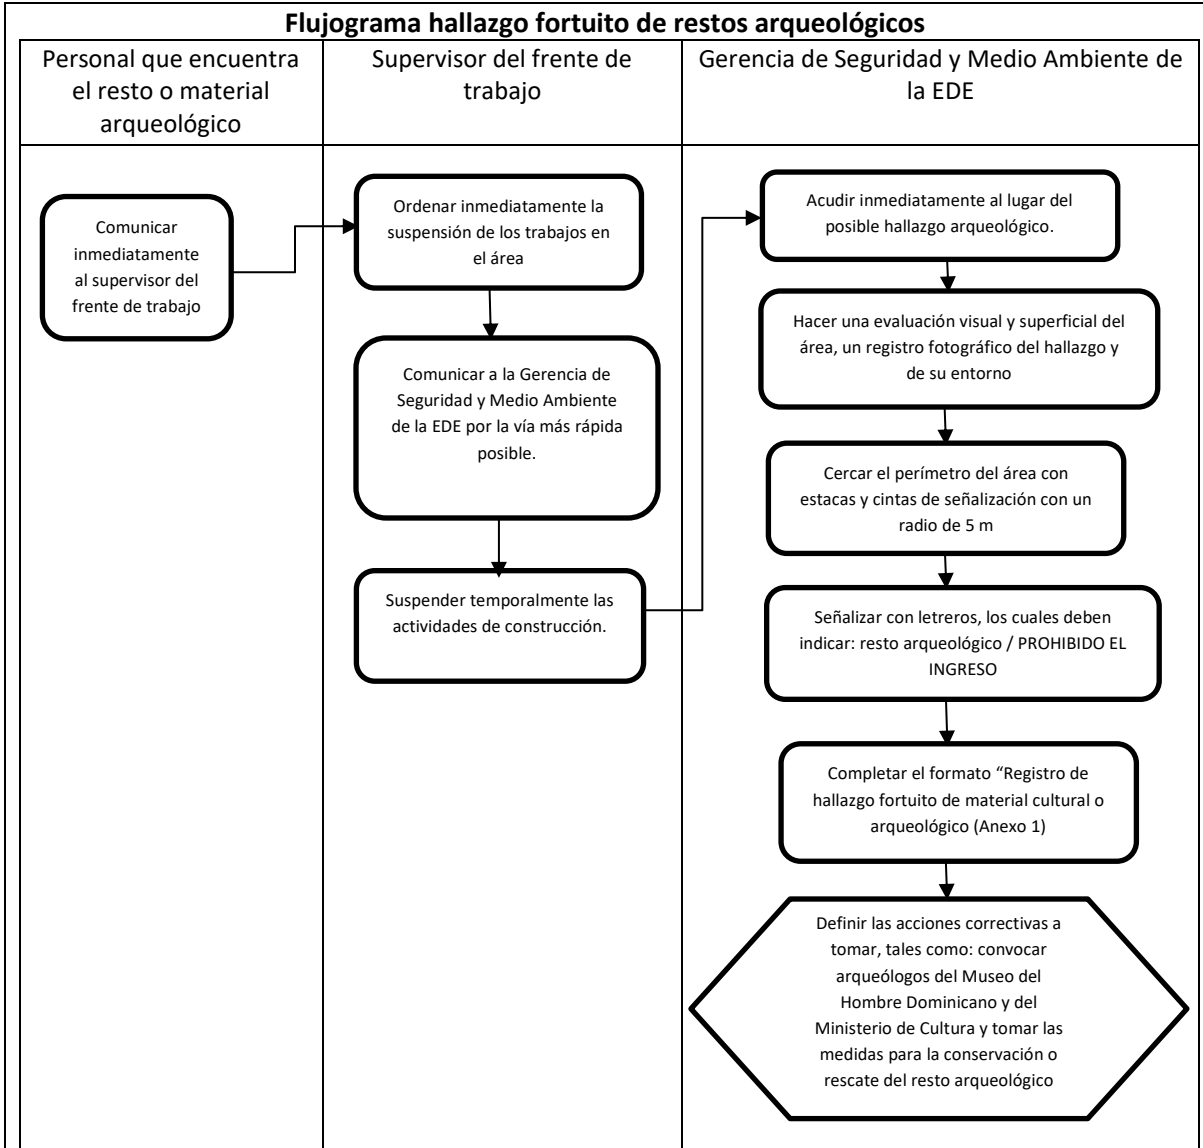 Flujograma hallazgo fortuito de restos arqueológicos
Personal que encuentra
el resto o material
arqueológico
Supervisor del frente de
trabajo
Gerencia de Seguridad y Medio Ambiente de
la EDE
Comunicar
inmediatamente
al supervisor del
frente de trabajo
Ordenar inmediatamente la
suspensión de los trabajos en
el área
Comunicar a la Gerencia de
Seguridad y Medio Ambiente
de la EDE por la vía más rápida
posible.
Suspender temporalmente las
actividades de construcción.
Acudir inmediatamente al lugar del
posible hallazgo arqueológico.
Hacer una evaluación visual y superficial del
área, un registro fotográfico del hallazgo y
de su entorno
Cercar el perímetro del área con
estacas y cintas de señalización con un
radio de 5 m
Señalizar con letreros, los cuales deben
indicar: resto arqueológico / PROHIBIDO EL
INGRESO
Completar el formato “Registro de
hallazgo fortuito de material cultural o
arqueológico (Anexo 1)
Definir las acciones correctivas a
tomar, tales como: convocar
arqueólogos del Museo del
Hombre Dominicano y del
Ministerio de Cultura y tomar las
medidas para la conservación o
rescate del resto arqueológico